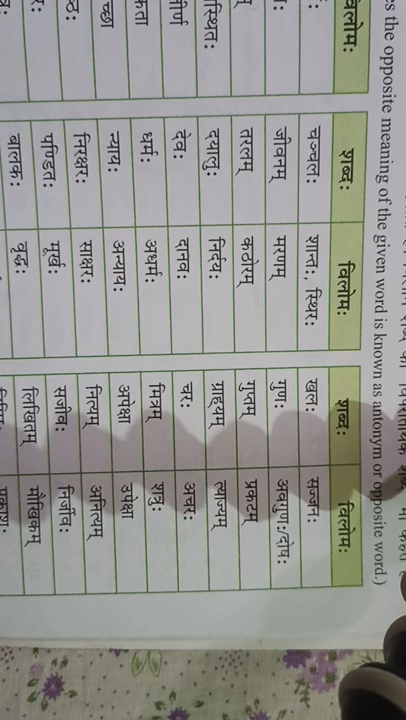 es the opposite meaning of the given word is known as antonym or opposite word.)
विलोमः
शब्दः विलोमः
शब्दः विलोमः
चञ्चलः शान्तः, स्थिरः
खलः सज्जनः
जीवनम् मरणम्
गुणः अवगुणः/दोषः
तरलम् कठोरम्
गुप्तम् प्रकटम्
स्थितः
दयालुः निर्दयः
ग्राह्यम् त्याज्यम्
देवः दानवः
चरः अचरः
धर्मः अधर्मः
मित्रम् शत्रुः
न्यायः अन्यायः
अपेक्षा उपेक्षा
निरक्षरः साक्षरः
नित्यम् अनित्यम्
पण्डितः मूर्खः
सजीवः निर्जीवः
बालकः वृद्धः
लिखितम् मौखिकम्